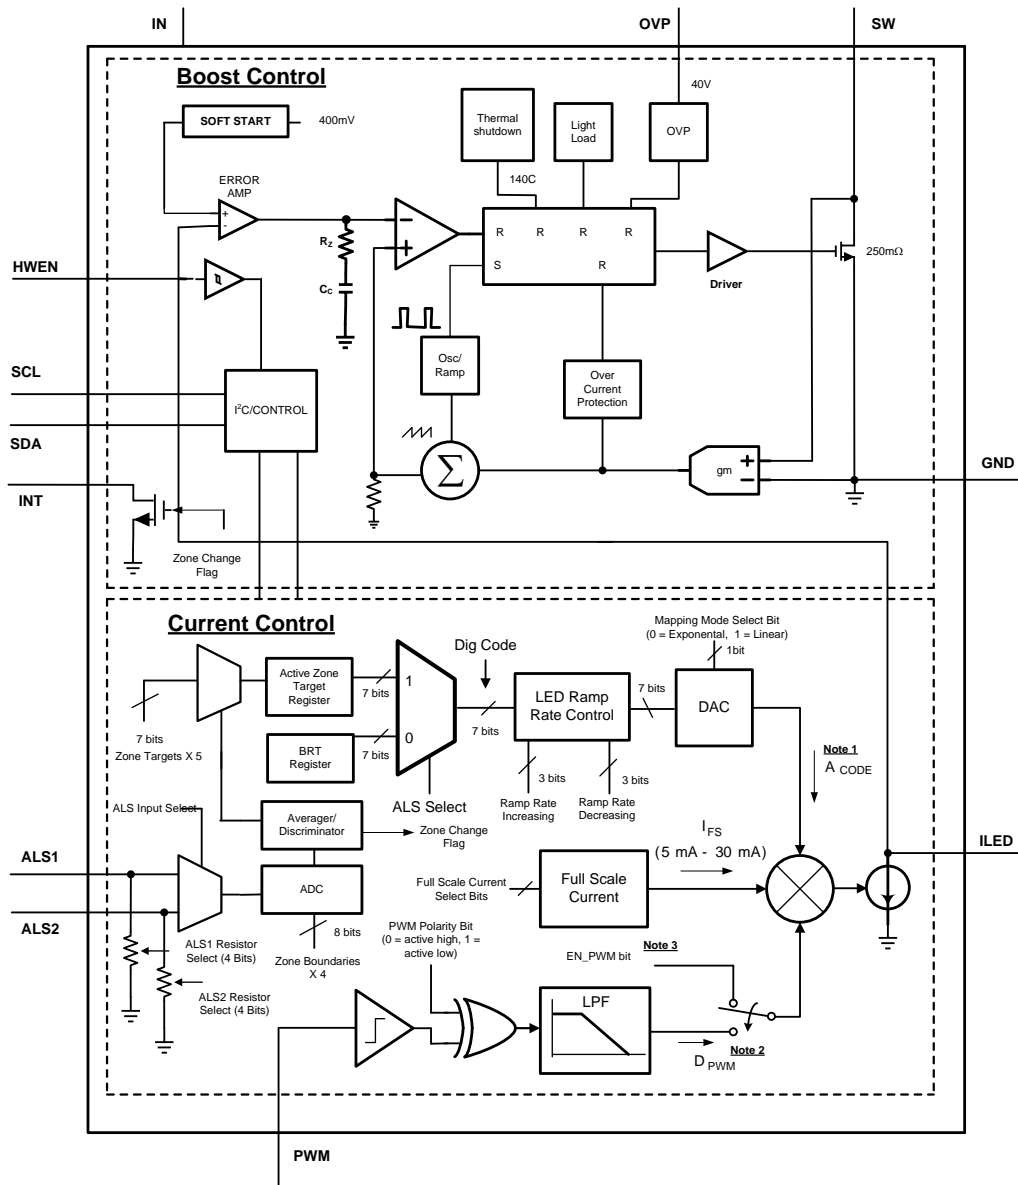 IN
OVP
SW
Boost Control
40V
SOFT START
400mV
Thermal
shutdown
Light
Load
OVP
140C
ERROR
AMP
+
-
R R R R
S R
RZ
CC
HWEN
Driver
250mΩ
Osc/
Ramp
Over
Current
Protection
SCL
I2C/CONTROL
SDA
Σ
gm
+
−
GND
INT
Zone Change
Flag
Current Control
Mapping Mode Select Bit
(0 = Exponental, 1 = Linear)
1bit
Dig Code
Active Zone
Target
Register
7 bits
1
0
7 bits
BRT
Register
7 bits
LED Ramp
Rate Control
7 bits
DAC
7 bits
Zone Targets X 5
3 bits
3 bits
Ramp Rate
Increasing
Ramp Rate
Decreasing
Note 1
A CODE
ALS Input Select
ALS Select
Averager/
Discriminator
Zone Change
Flag
IFS
(5 mA - 30 mA)
ALS1
ILED
ADC
Full Scale Current
Select Bits
Full Scale
Current
ALS2
8 bits
Zone Boundaries
X 4
PWM Polarity Bit
(0 = active high, 1 =
active low)
ALS1 Resistor
Select (4 Bits)
ALS2 Resistor
Select (4 Bits)
Note 3
EN_PWM bit
LPF
Note 2
D PWM
PWM